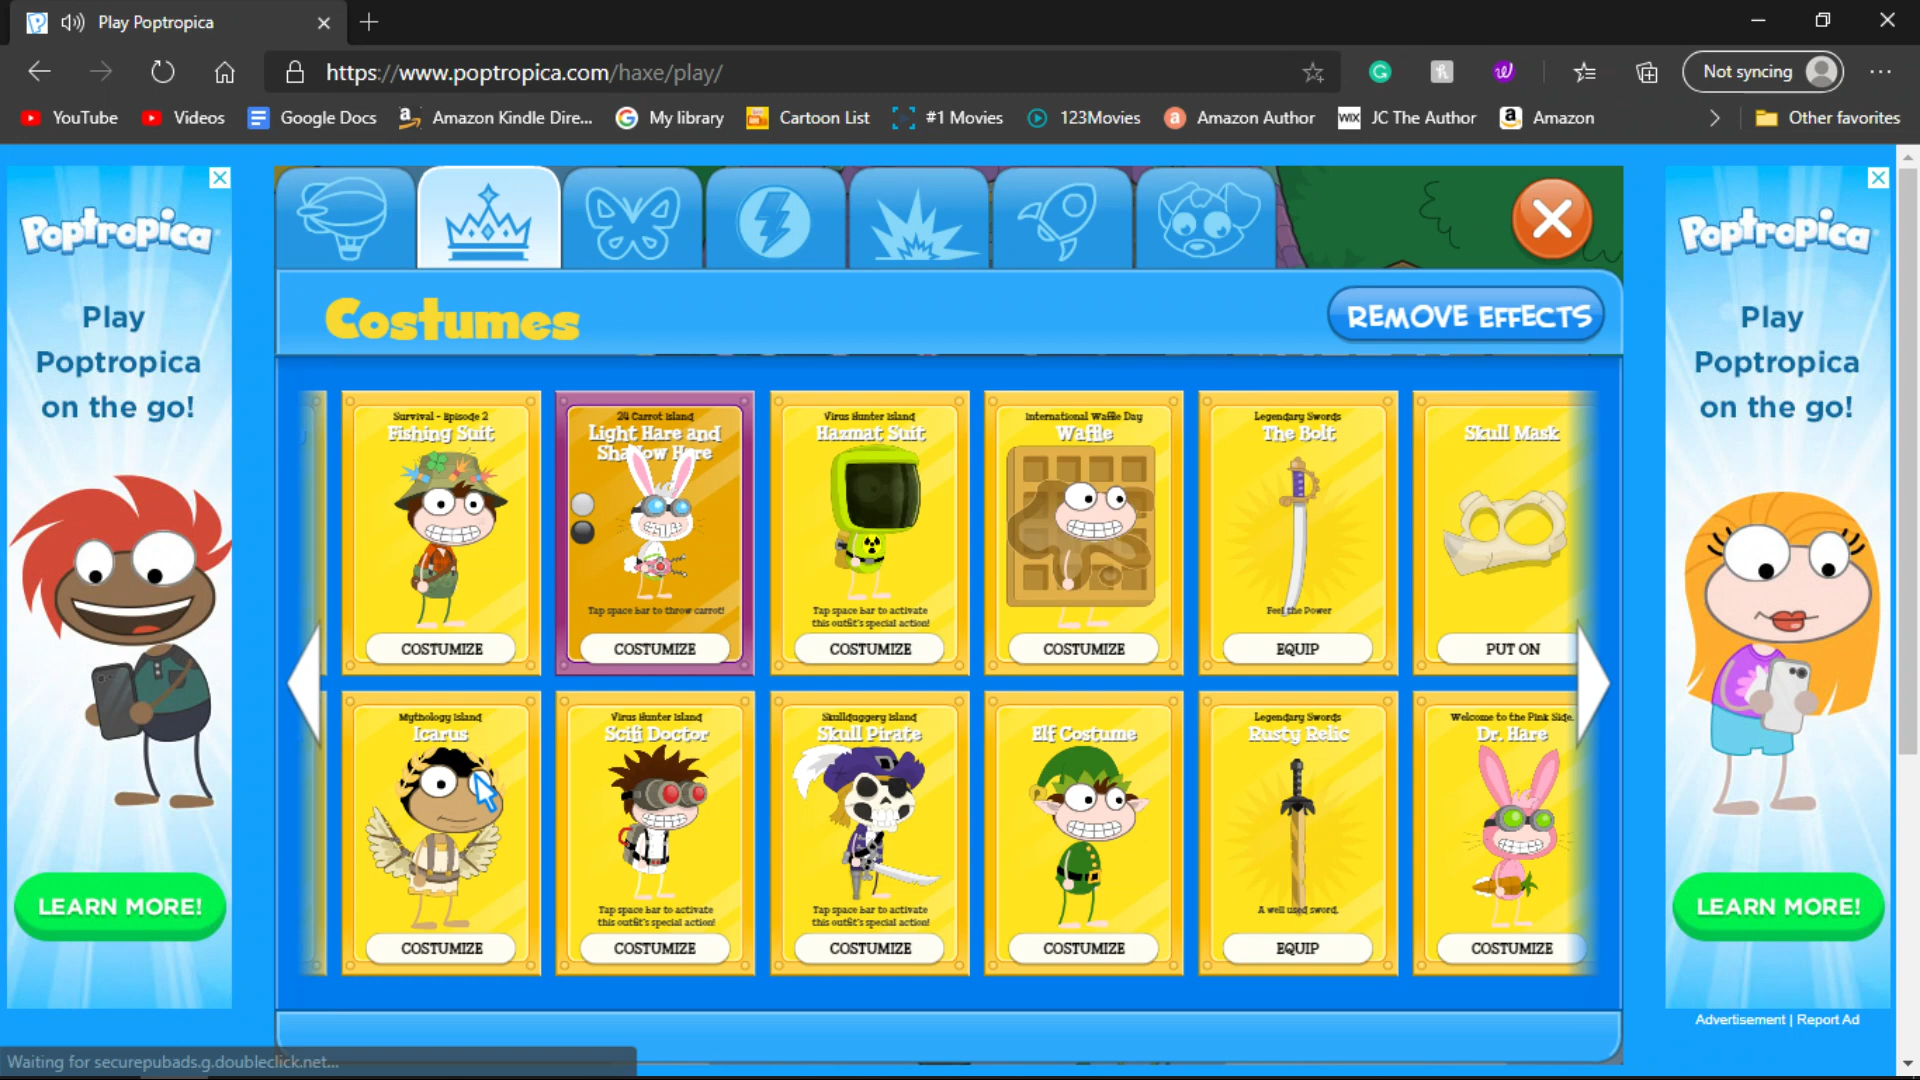 Play Poptropica
https://www.poptropica.com/haxe/play/
Not syncing
YouTube
Videos
Google Docs
Amazon Kindle Dire...
My library
Cartoon List
#1 Movies
123Movies
Amazon Author
JC The Author
Amazon
Other favorites
Poptropica
Play
Poptropica
on the go!
LEARN MORE!
Costumes
REMOVE EFFECTS
Survival - Episode 2
Fishing Suit
COSTUMIZE
24 Carrot Island
Light Hare and
Shadow Hare
Tap space bar to throw carrot!
COSTUMIZE
Virus Hunter Island
Hazmat Suit
Tap space bar to activate
this outfit's special action!
COSTUMIZE
International Waffle Day
Waffle
COSTUMIZE
Legendary Swords
The Bolt
Feel the Power
EQUIP
Skull Mask
PUT ON
Mythology Island
Icarus
COSTUMIZE
Virus Hunter Island
Scifi Doctor
Tap space bar to activate
this outfit's special action!
COSTUMIZE
Skullduggery Island
Skull Pirate
Tap space bar to activate
this outfit's special action!
COSTUMIZE
Elf Costume
COSTUMIZE
Legendary Swords
Rusty Relic
A well used sword.
EQUIP
Welcome to the Pink Side.
Dr. Hare
COSTUMIZE
Poptropica
Play
Poptropica
on the go!
LEARN MORE!
Advertisement | Report Ad
Waiting for securepubads.g.doubleclick.net...